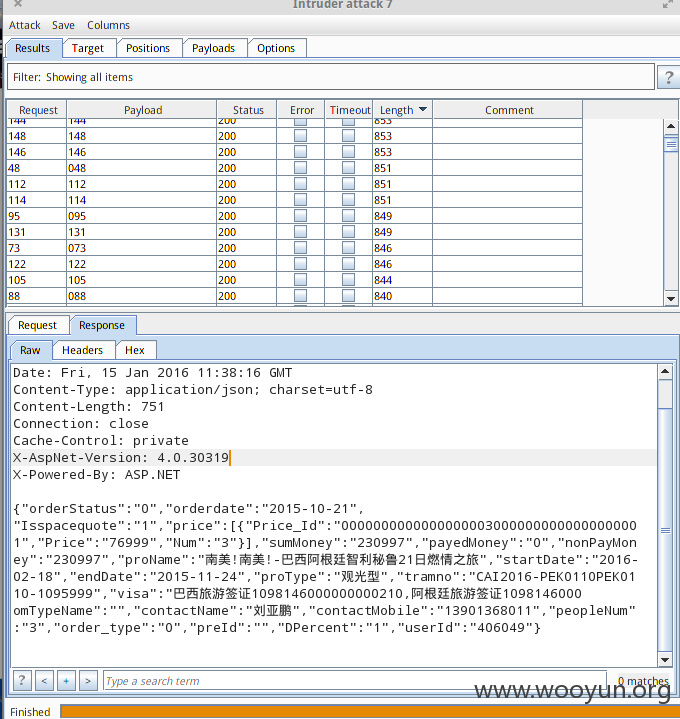 Intruder attack 7
Attack Save Columns
Results Target Positions Payloads Options
Filter: Showing all items ?
Request Payload Status Error Timeout Length Comment
144 144 200 853
148 148 200 853
146 146 200 853
48 048 200 851
112 112 200 851
114 114 200 851
95 095 200 849
131 131 200 849
73 073 200 846
122 122 200 846
105 105 200 844
88 088 200 840
Request Response
Raw Headers Hex
Date: Fri, 15 Jan 2016 11:38:16 GMT
Content-Type: application/json; charset=utf-8
Content-Length: 751
Connection: close
Cache-Control: private
X-AspNet-Version: 4.0.30319
X-Powered-By: ASP.NET
{"orderStatus":"0","orderdate":"2015-10-21",
"Isspacequote":"1","price":[{"Price_Id":"00000000000000000003000000000000000000
1","Price":"76999","Num":"3"}],"sumMoney":"230997","payedMoney":"0","nonPayMon
ey":"230997","proName":"南美!南美!-巴西阿根廷智利秘鲁21日燃情之旅","startDate":"2016-
02-18","endDate":"2015-11-24","proType":"观光型","tramno":"CAI2016-PEK0110PEK01
10-1095999","visa":"巴西旅游签证1098146000000000210,阿根廷旅游签证1098146000
omTypeName":"","contactName":"刘亚鹏","contactMobile":"13901368011","peopleNum"
:"3","order_type":"0","preId":"","DPercent":"1","userId":"406049"}
? < + > Type a search term 0 matches
www.wooyun.org
Finished